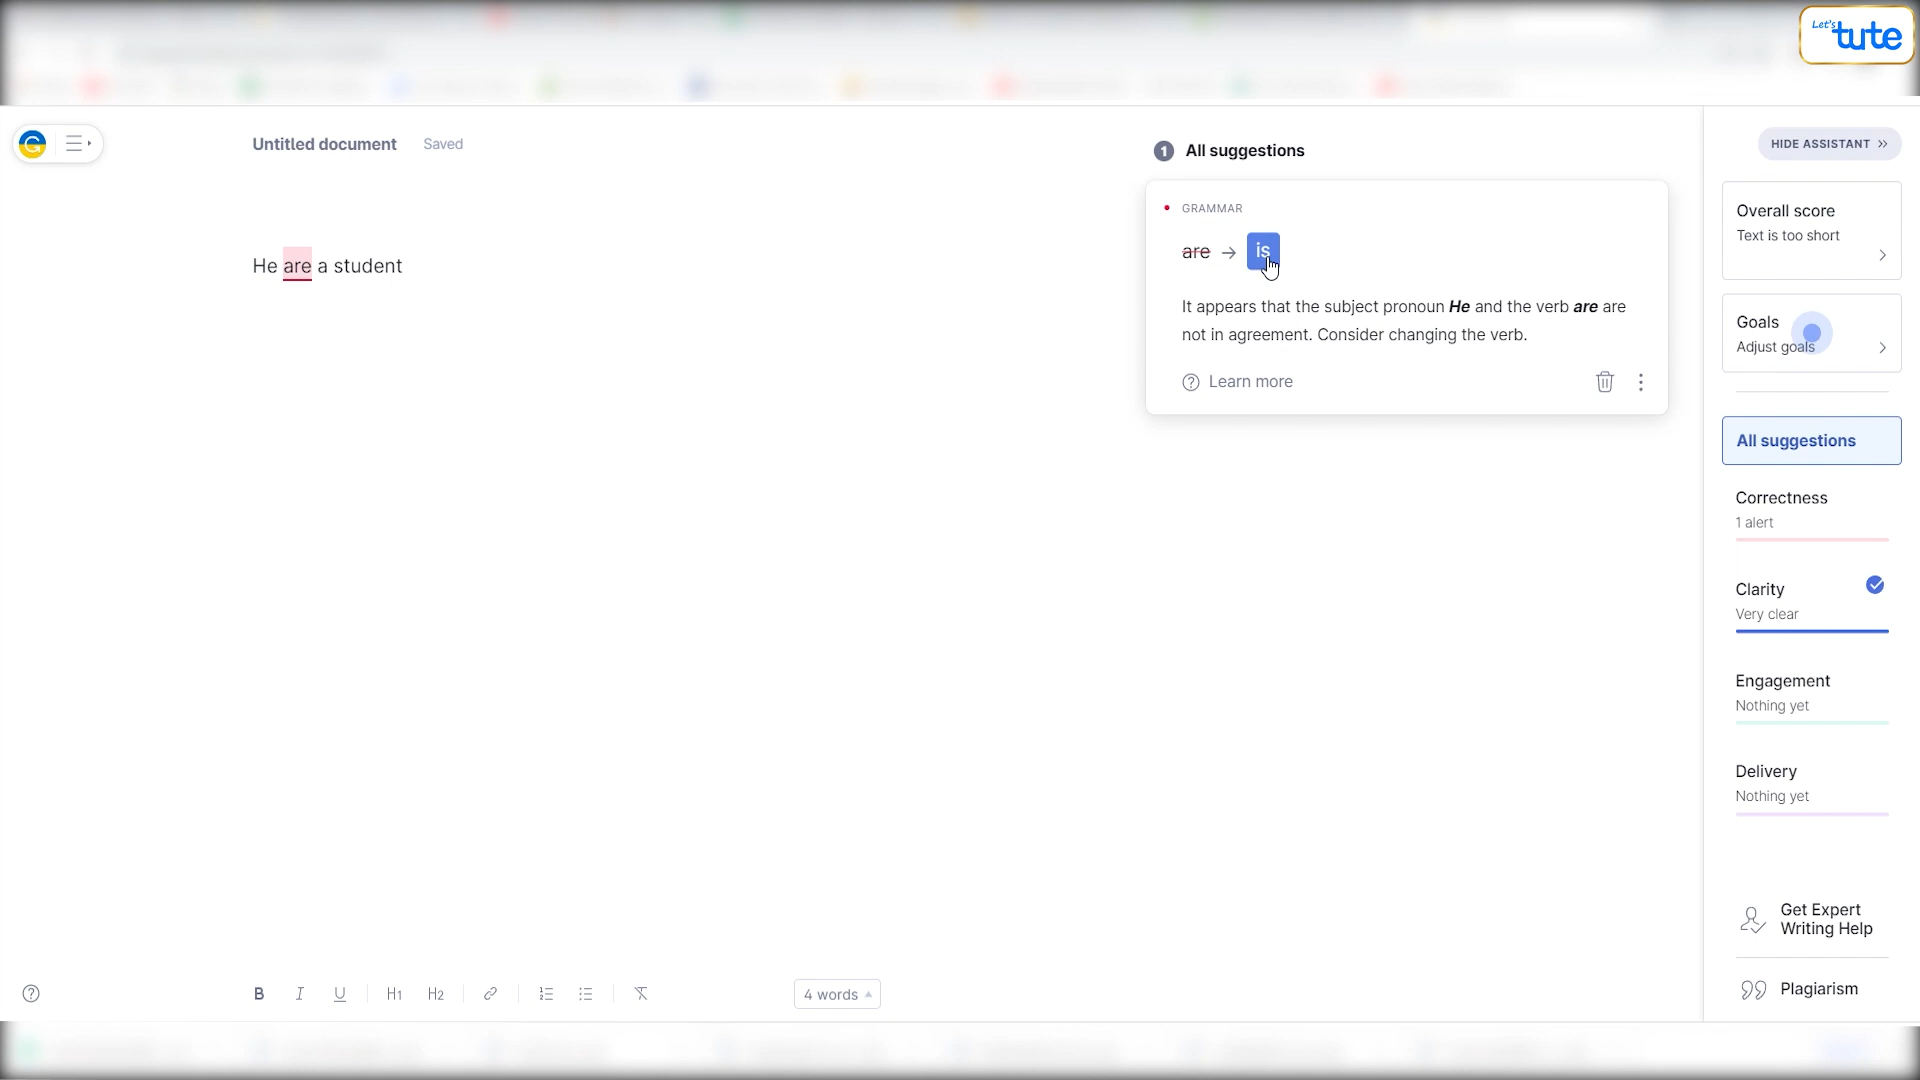 Let's
tute
Untitled document
Saved
1
All suggestions
HIDE ASSISTANT
GRAMMAR
are → is
It appears that the subject pronoun He and the verb are are
not in agreement. Consider changing the verb.
Learn more
He are a student
Overall score
Text is too short
Goals
Adjust goals
All suggestions
Correctness
1 alert
Clarity
Very clear
Engagement
Nothing yet
Delivery
Nothing yet
Get Expert
Writing Help
Plagiarism
B I U H1 H2
4 words